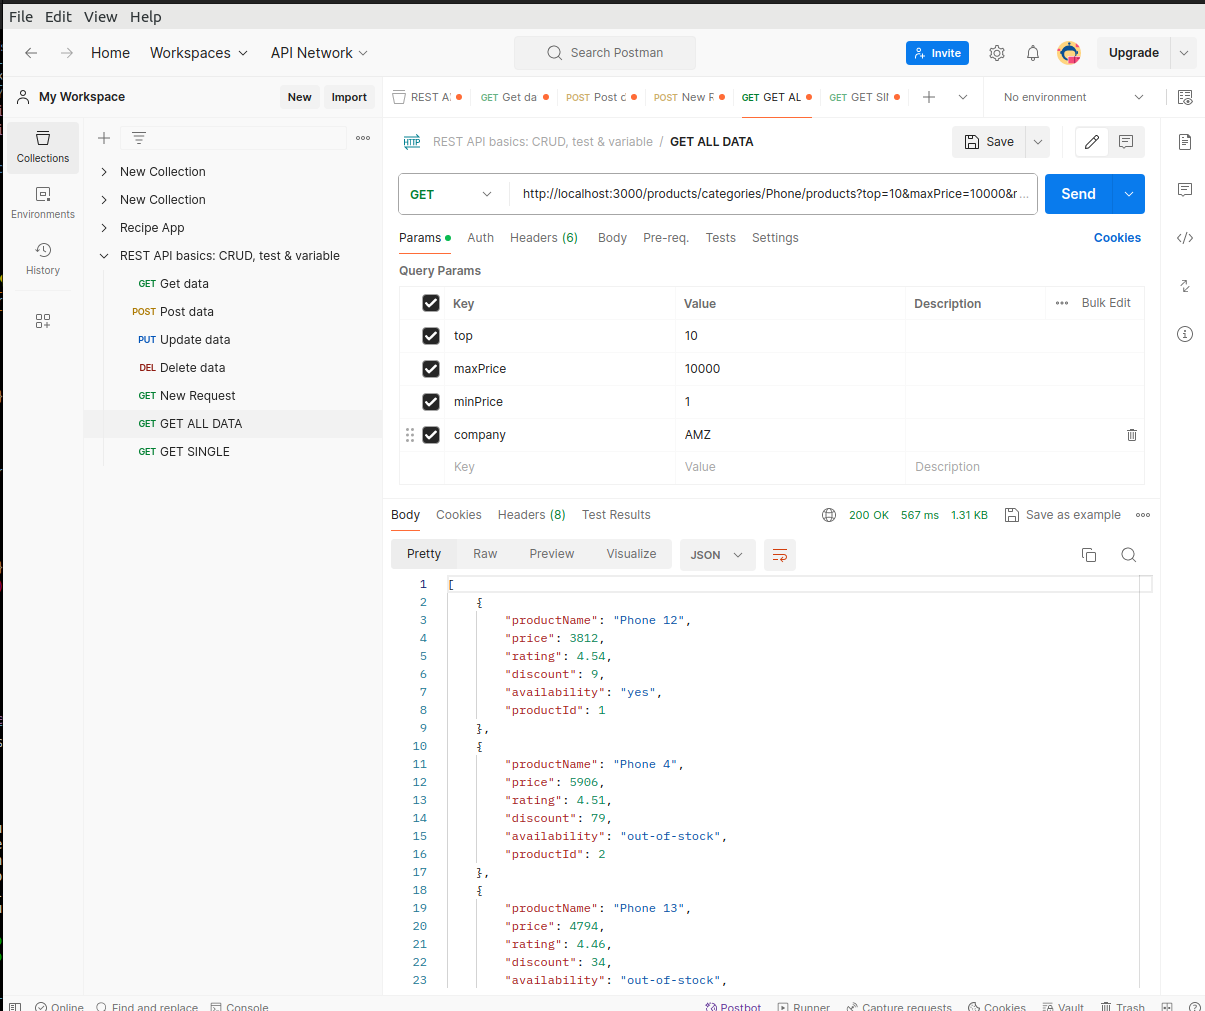 File Edit View Help
Home Workspaces API Network Search Postman Invite Upgrade
My Workspace New Import
REST A GET Get da POST Post c POST New F GET GET AL GET GET SII No environment
Collections
Environments
History
New Collection
New Collection
Recipe App
REST API basics: CRUD, test & variable
GET Get data
POST Post data
PUT Update data
DEL Delete data
GET New Request
GET GET ALL DATA
GET GET SINGLE
HTTP REST API basics: CRUD, test & variable / GET ALL DATA Save
GET http://localhost:3000/products/categories/Phone/products?top=10&maxPrice=10000&r ... Send
Params Auth Headers (6) Body Pre-req. Tests Settings Cookies
Query Params
Key Value Description Bulk Edit
top 10
maxPrice 10000
minPrice 1
company AMZ
Key Value Description
Body Cookies Headers (8) Test Results 200 OK 567 ms 1.31 KB Save as example
Pretty Raw Preview Visualize JSON
1 [
2 {
3 "productName": "Phone 12",
4 "price": 3812,
5 "rating": 4.54,
6 "discount": 9,
7 "availability": "yes",
8 "productId": 1
9 },
10 {
11 "productName": "Phone 4",
12 "price": 5906,
13 "rating": 4.51,
14 "discount": 79,
15 "availability": "out-of-stock",
16 "productId": 2
17 },
18 {
19 "productName": "Phone 13",
20 "price": 4794,
21 "rating": 4.46,
22 "discount": 34,
23 "availability": "out-of-stock",
Online Find and replace Console Postbot Runner Capture requests Cookies Vault Trash